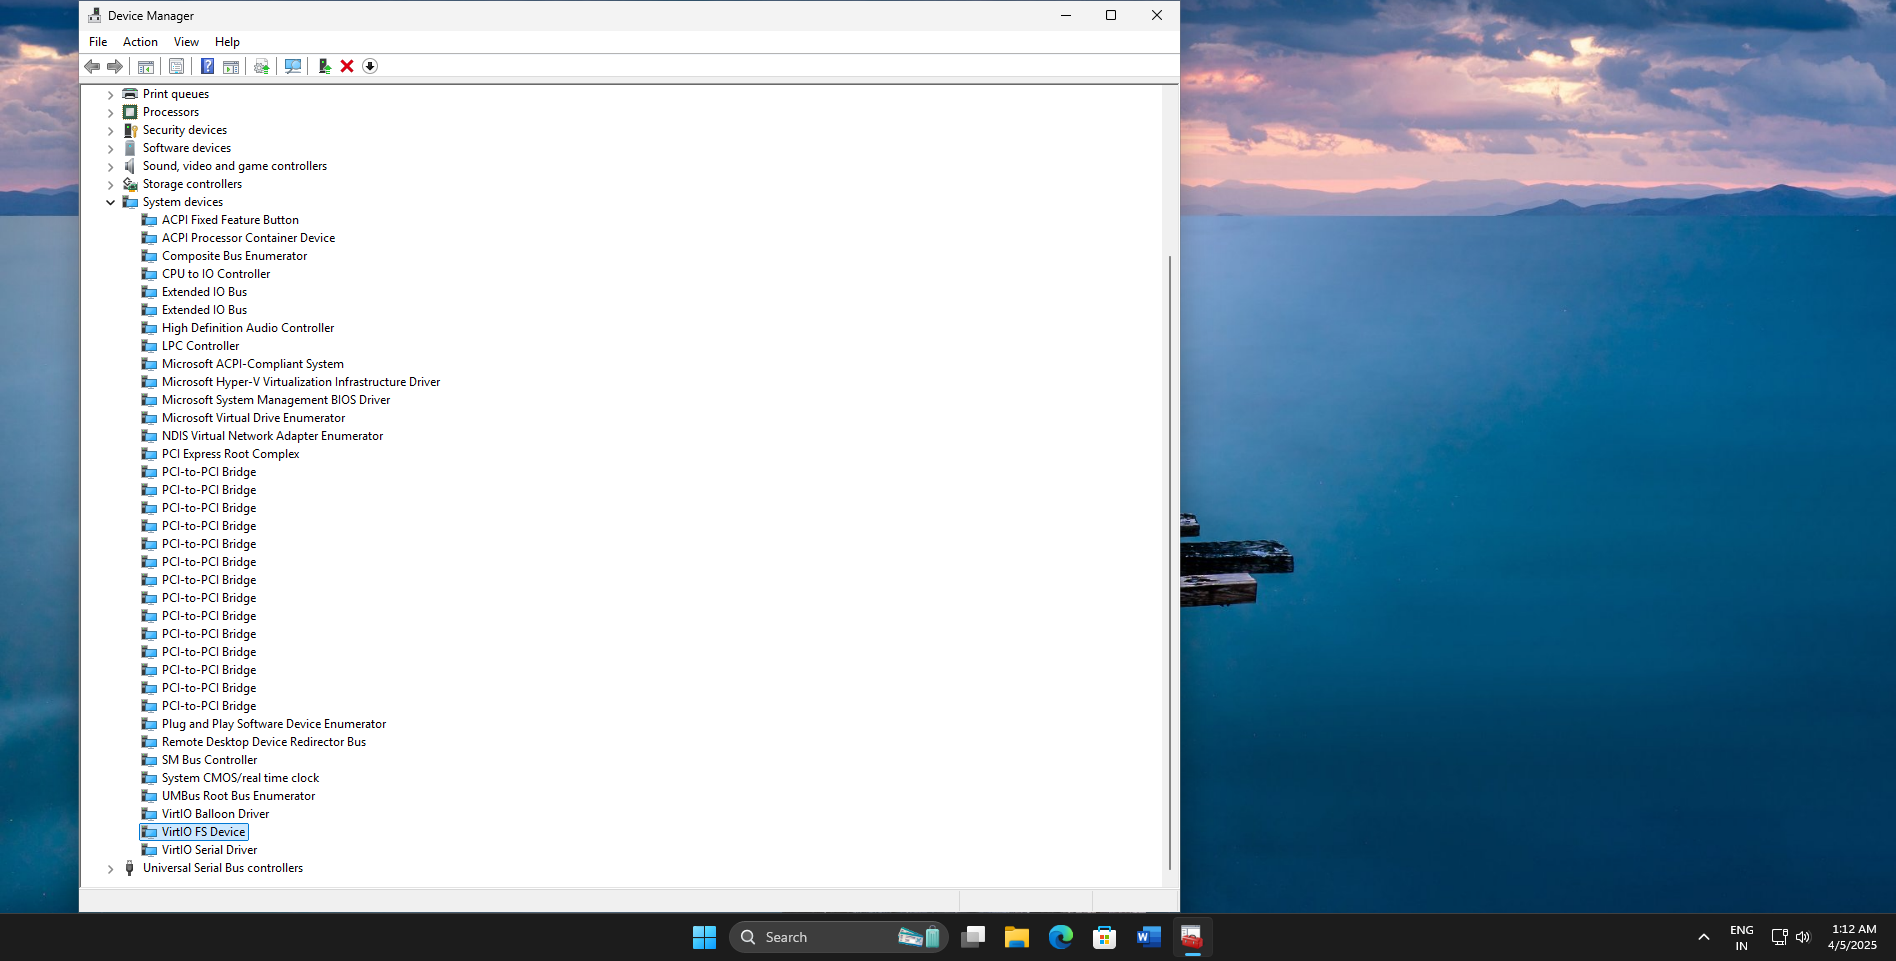 Device Manager
File Action View Help
Print queues
Processors
Security devices
Software devices
Sound, video and game controllers
Storage controllers
System devices
ACPI Fixed Feature Button
ACPI Processor Container Device
Composite Bus Enumerator
CPU to IO Controller
Extended IO Bus
Extended IO Bus
High Definition Audio Controller
LPC Controller
Microsoft ACPI-Compliant System
Microsoft Hyper-V Virtualization Infrastructure Driver
Microsoft System Management BIOS Driver
Microsoft Virtual Drive Enumerator
NDIS Virtual Network Adapter Enumerator
PCI Express Root Complex
PCI-to-PCI Bridge
PCI-to-PCI Bridge
PCI-to-PCI Bridge
PCI-to-PCI Bridge
PCI-to-PCI Bridge
PCI-to-PCI Bridge
PCI-to-PCI Bridge
PCI-to-PCI Bridge
PCI-to-PCI Bridge
PCI-to-PCI Bridge
PCI-to-PCI Bridge
PCI-to-PCI Bridge
PCI-to-PCI Bridge
PCI-to-PCI Bridge
Plug and Play Software Device Enumerator
Remote Desktop Device Redirector Bus
SM Bus Controller
System CMOS/real time clock
UMBus Root Bus Enumerator
VirtIO Balloon Driver
VirtIO FS Device
VirtIO Serial Driver
Universal Serial Bus controllers
Search
ENG
IN
1:12 AM
4/5/2025